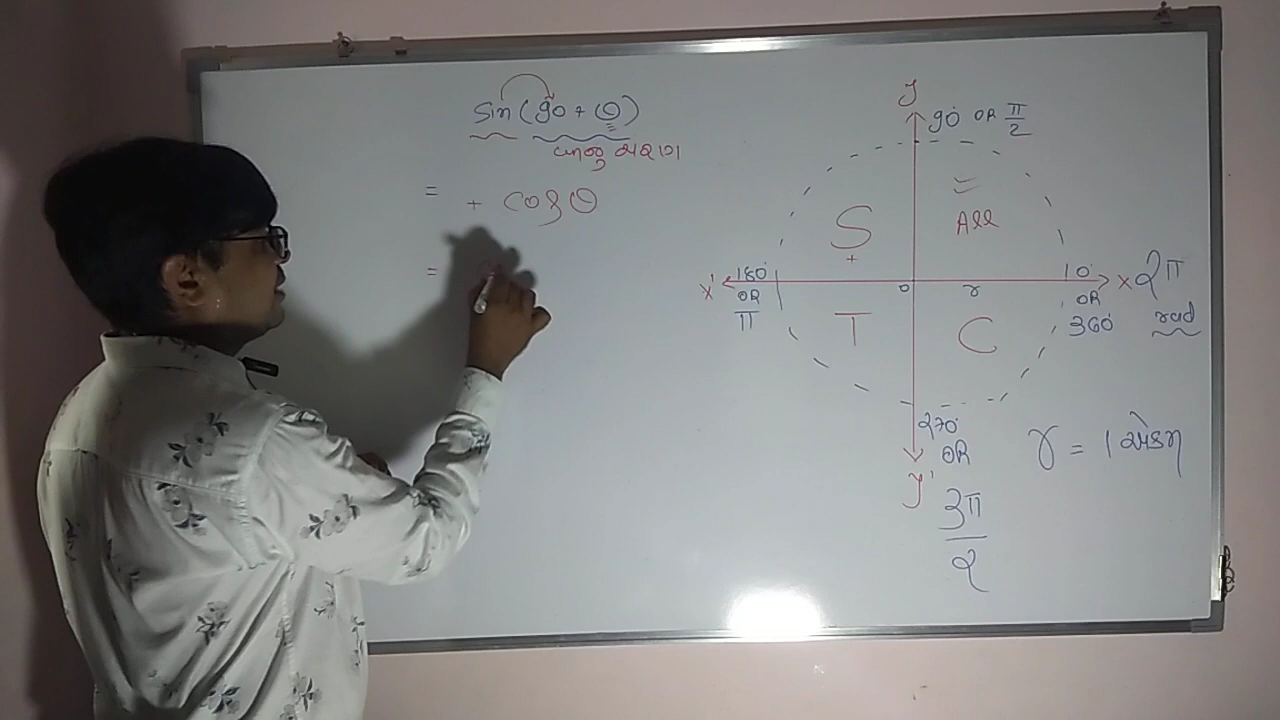 sin(90 + θ)
= + cosθ
=
y
90° OR π/2
S
+
All
x'
180°
OR
π
0
r
0°
OR
360°
x
2π
rad
T
C
270°
OR
y'
3π/2
r = 1 એકમ